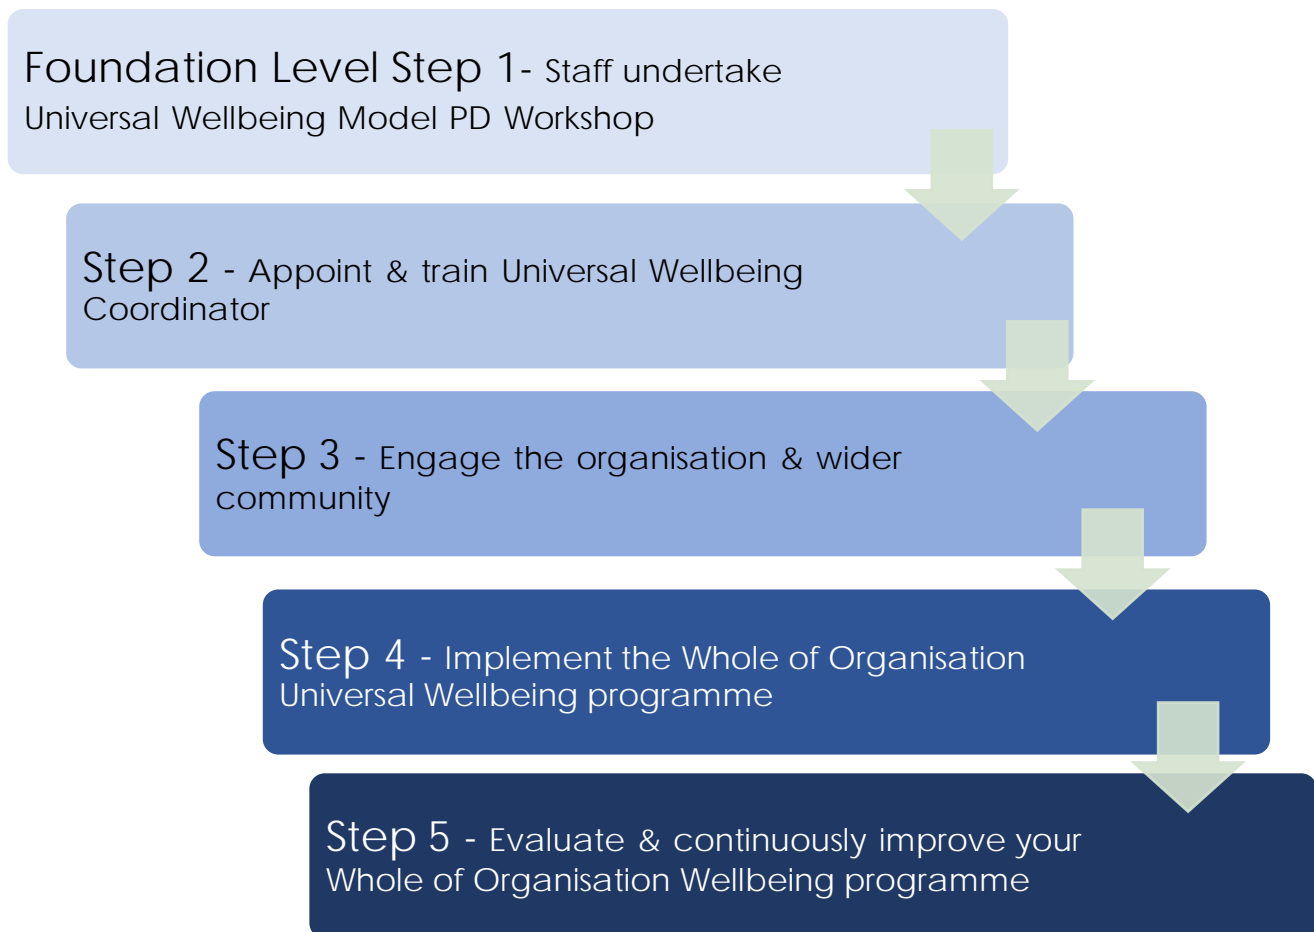 Foundation Level Step 1- Staff undertake
Universal Wellbeing Model PD Workshop
Step 2 - Appoint & train Universal Wellbeing
Coordinator
Step 3 - Engage the organisation & wider
community
Step 4 - Implement the Whole of Organisation
Universal Wellbeing programme
Step 5 - Evaluate & continuously improve your
Whole of Organisation Wellbeing programme